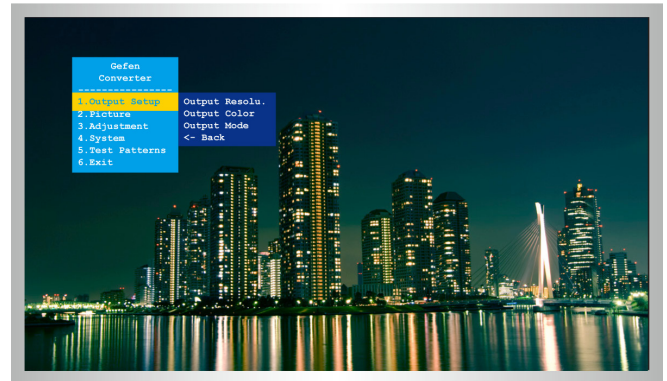 Gefen
Converter
----------------
1.Output Setup
2.Picture
3.Adjustment
4.System
5.Test Patterns
6.Exit
Output Resolu.
Output Color
Output Mode
<- Back